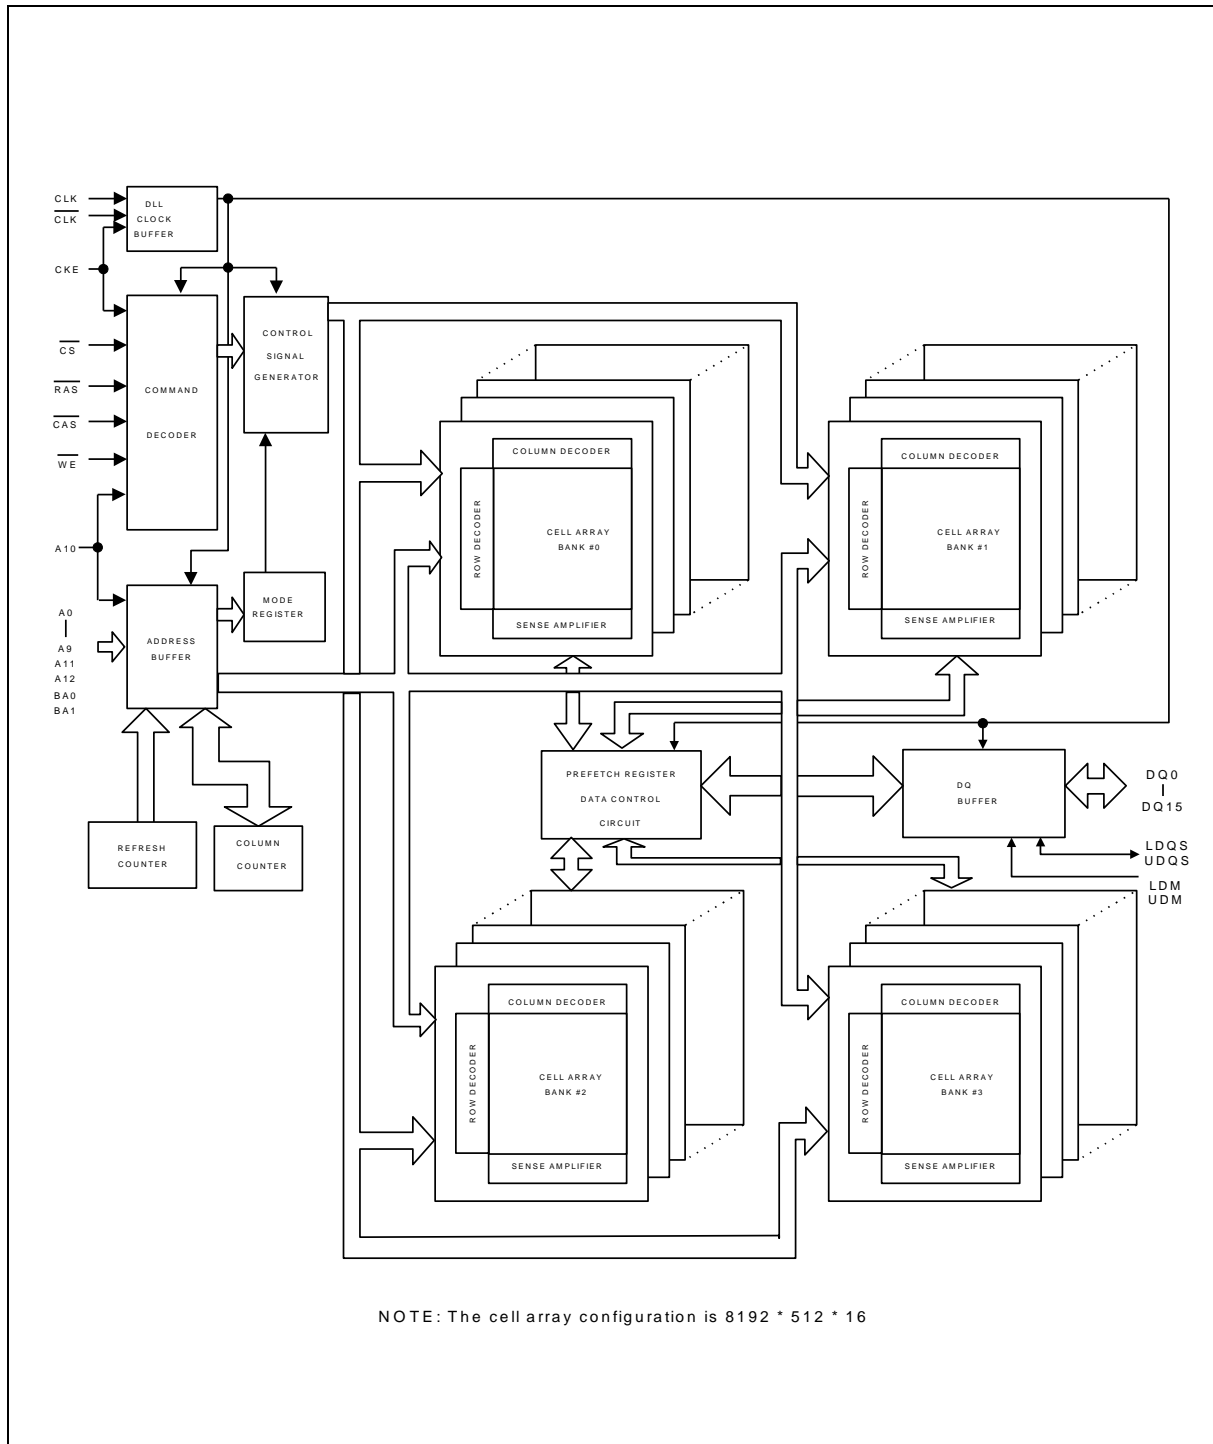 CLK
CLK
DLL
CLOCK
BUFFER
CKE
CS
RAS
CAS
WE
COMMAND
DECODER
CONTROL
SIGNAL
GENERATOR
A10
A0
A9
A11
A12
BA0
BA1
ADDRESS
BUFFER
MODE
REGISTER
REFRESH
COUNTER
COLUMN
COUNTER
COLUMN DECODER
ROW DECODER
CELL ARRAY
BANK #0
SENSE AMPLIFIER
COLUMN DECODER
ROW DECODER
CELL ARRAY
BANK #1
SENSE AMPLIFIER
PREFETCH REGISTER
DATA CONTROL
CIRCUIT
DQ
BUFFER
DQ0
DQ15
LDQS
UDQS
LDM
UDM
COLUMN DECODER
ROW DECODER
CELL ARRAY
BANK #2
SENSE AMPLIFIER
COLUMN DECODER
ROW DECODER
CELL ARRAY
BANK #3
SENSE AMPLIFIER
NOTE: The cell array configuration is 8192 * 512 * 16